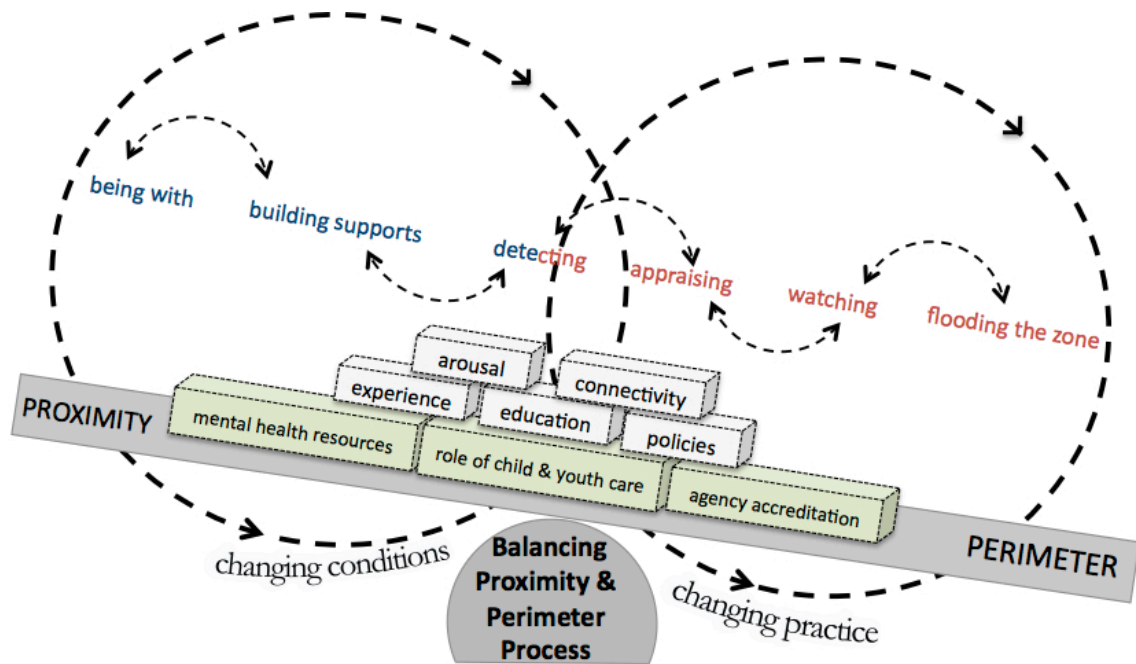 being with
building supports
detecting
appraising
watching
flooding the zone
arousal
connectivity
experience
education
policies
mental health resources
role of child & youth care
agency accreditation
PROXIMITY
PERIMETER
changing conditions
changing practice
Balancing
Proximity &
Perimeter
Process